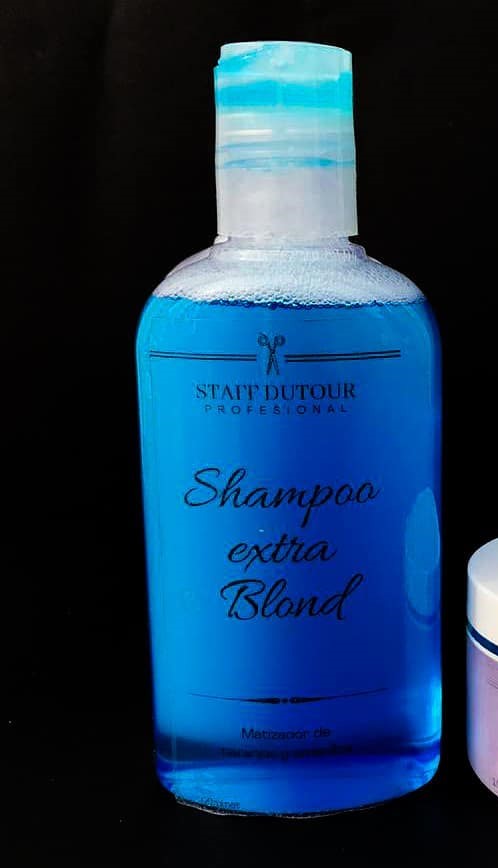 STAFF DUTOUR
PROFESIONAL
Shampoo
extra
Blond
Matizador de